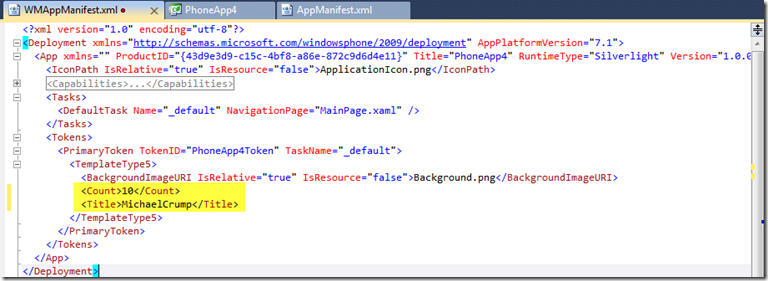 WMAppManifest.xml PhoneApp4 AppManifest.xml
<?xml version="1.0" encoding="utf-8"?>
<Deployment xmlns="http://schemas.microsoft.com/windowsphone/2009/deployment" AppPlatformVersion="7.1">
<App xmlns="" ProductID="{43d9e3d9-c15c-4bf8-a86e-872c9d6d4e11}" Title="PhoneApp4" RuntimeType="Silverlight" Version="1.0.0
<IconPath IsRelative="true" IsResource="false">ApplicationIcon.png</IconPath>
<Capabilities>...</Capabilities>
<Tasks>
<DefaultTask Name="_default" NavigationPage="MainPage.xaml" />
</Tasks>
<Tokens>
<PrimaryToken TokenID="PhoneApp4Token" TaskName="_default">
<TemplateType5>
<BackgroundImageURI IsRelative="true" IsResource="false">Background.png</BackgroundImageURI>
<Count>10</Count>
<Title>MichaelCrump</Title>
</TemplateType5>
</PrimaryToken>
</Tokens>
</App>
</Deployment>